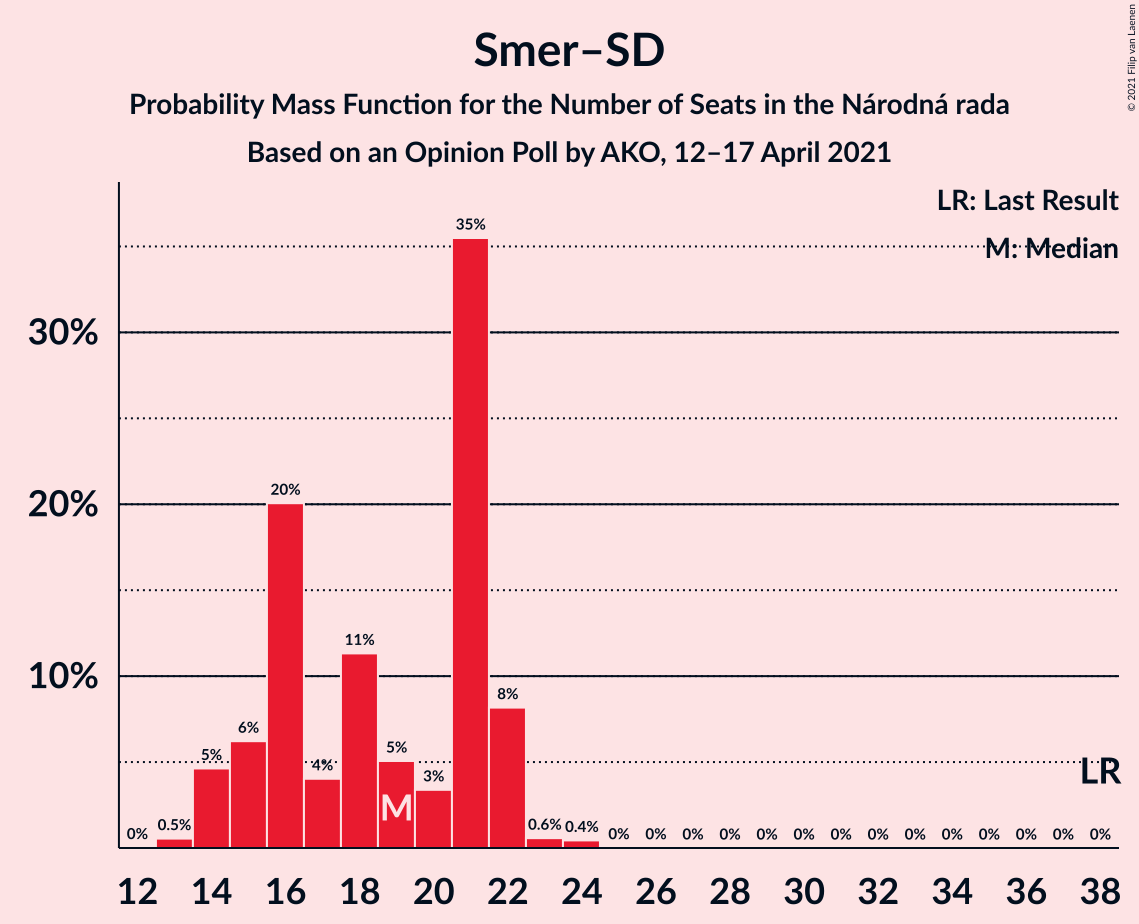 Smer–SD
Probability Mass Function for the Number of Seats in the Národná rada
Based on an Opinion Poll by AKO, 12–17 April 2021
© 2021 Filip van Laenen
LR: Last Result
M: Median
35%
30%
20%
20%
11%
10%
8%
6%
5%
4%
5%
3%
LR
M
0%
0.5%
0.6%
0.4%
0% 0% 0% 0% 0% 0% 0% 0% 0% 0% 0% 0% 0% 0%
12 14 16 18 20 22 24 26 28 30 32 34 36 38